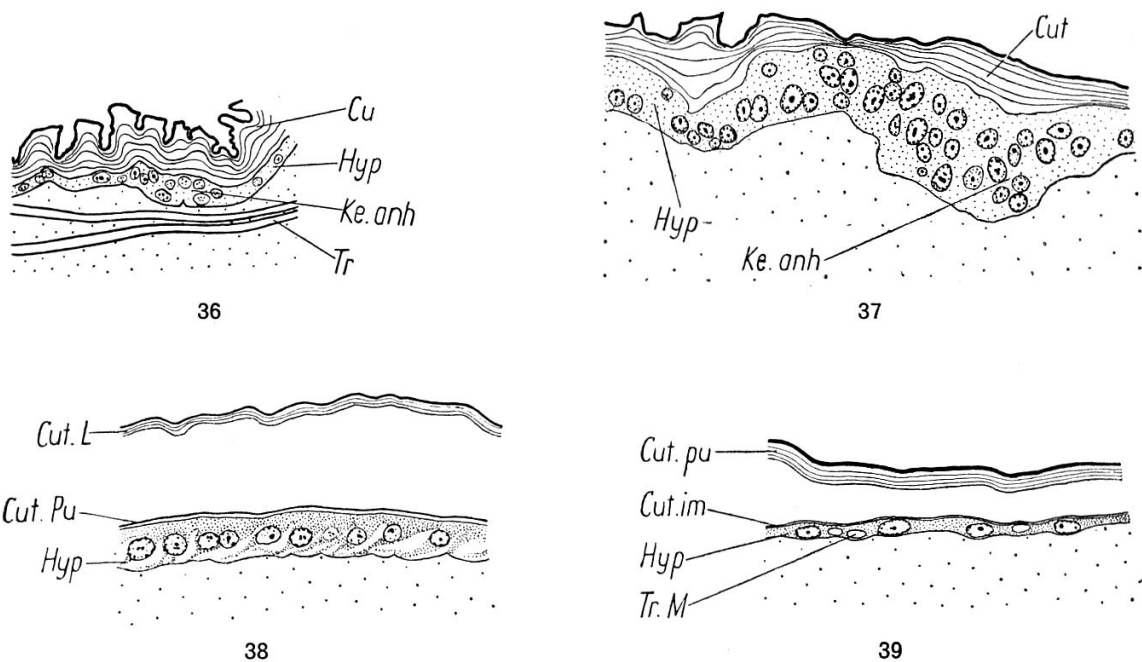 Cu
Hyp
Ke. anh
Tr
36
Cut
Hyp
Ke. anh
37
Cut. L
Cut. Pu
Hyp
38
Cut. pu
Cut. im
Hyp
Tr. M
39